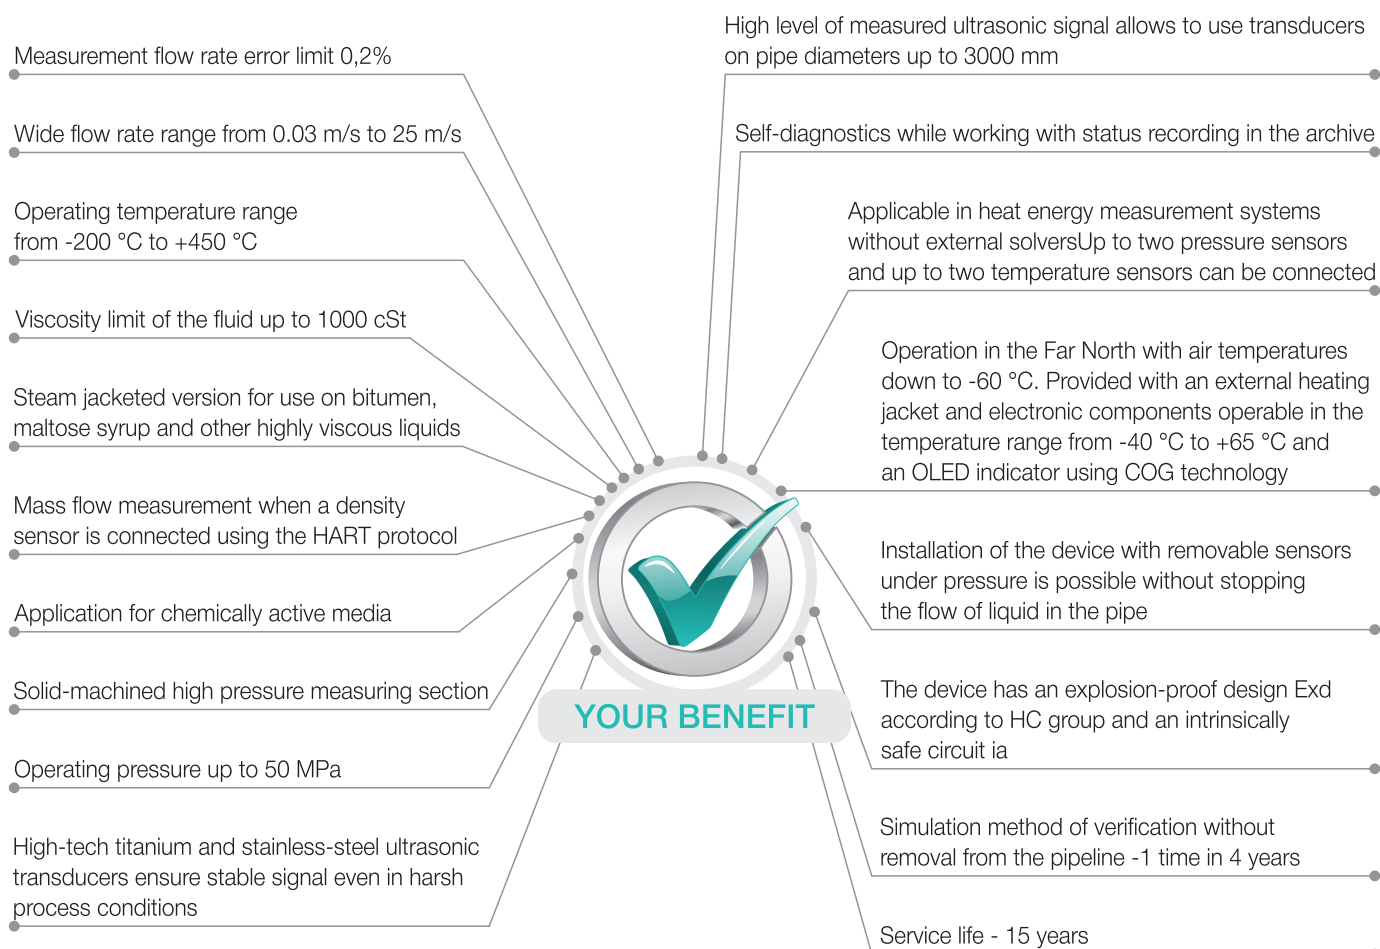 Measurement flow rate error limit 0,2%
Wide flow rate range from 0.03 m/s to 25 m/s
Operating temperature range
from -200 °C to +450 °C
Viscosity limit of the fluid up to 1000 cSt
Steam jacketed version for use on bitumen,
maltose syrup and other highly viscous liquids
Mass flow measurement when a density
sensor is connected using the HART protocol
Application for chemically active media
Solid-machined high pressure measuring section
Operating pressure up to 50 MPa
High-tech titanium and stainless-steel ultrasonic
transducers ensure stable signal even in harsh
process conditions
YOUR BENEFIT
High level of measured ultrasonic signal allows to use transducers
on pipe diameters up to 3000 mm
Self-diagnostics while working with status recording in the archive
Applicable in heat energy measurement systems
without external solversUp to two pressure sensors
and up to two temperature sensors can be connected
Operation in the Far North with air temperatures
down to -60 °C. Provided with an external heating
jacket and electronic components operable in the
temperature range from -40 °C to +65 °C and
an OLED indicator using COG technology
Installation of the device with removable sensors
under pressure is possible without stopping
the flow of liquid in the pipe
The device has an explosion-proof design Exd
according to HC group and an intrinsically
safe circuit ia
Simulation method of verification without
removal from the pipeline -1 time in 4 years
Service life - 15 years